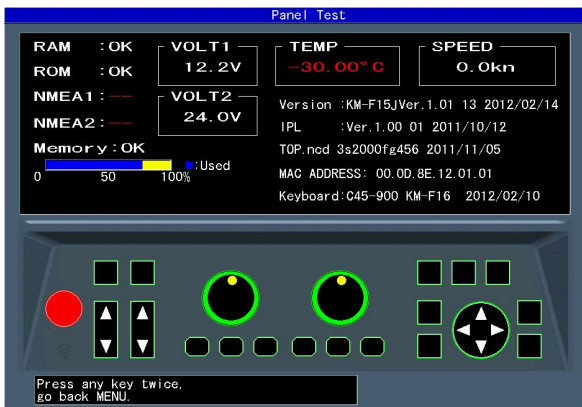 Panel Test
RAM :OK
ROM :OK
NMEA1:--
NMEA2:--
Memory:OK
0 50 100%
:Used
VOLT1
12.2V
VOLT2
24.0V
TEMP
-30.00°C
SPEED
0.0kn
Version :KM-F15JVer.1.01 13 2012/02/14
IPL :Ver.1.00 01 2011/10/12
TOP.ncd 3s2000fg456 2011/11/05
MAC ADDRESS: 00.0D.8E.12.01.01
Keyboard:C45-900 KM-F16 2012/02/10
Press any key twice,
go back MENU.